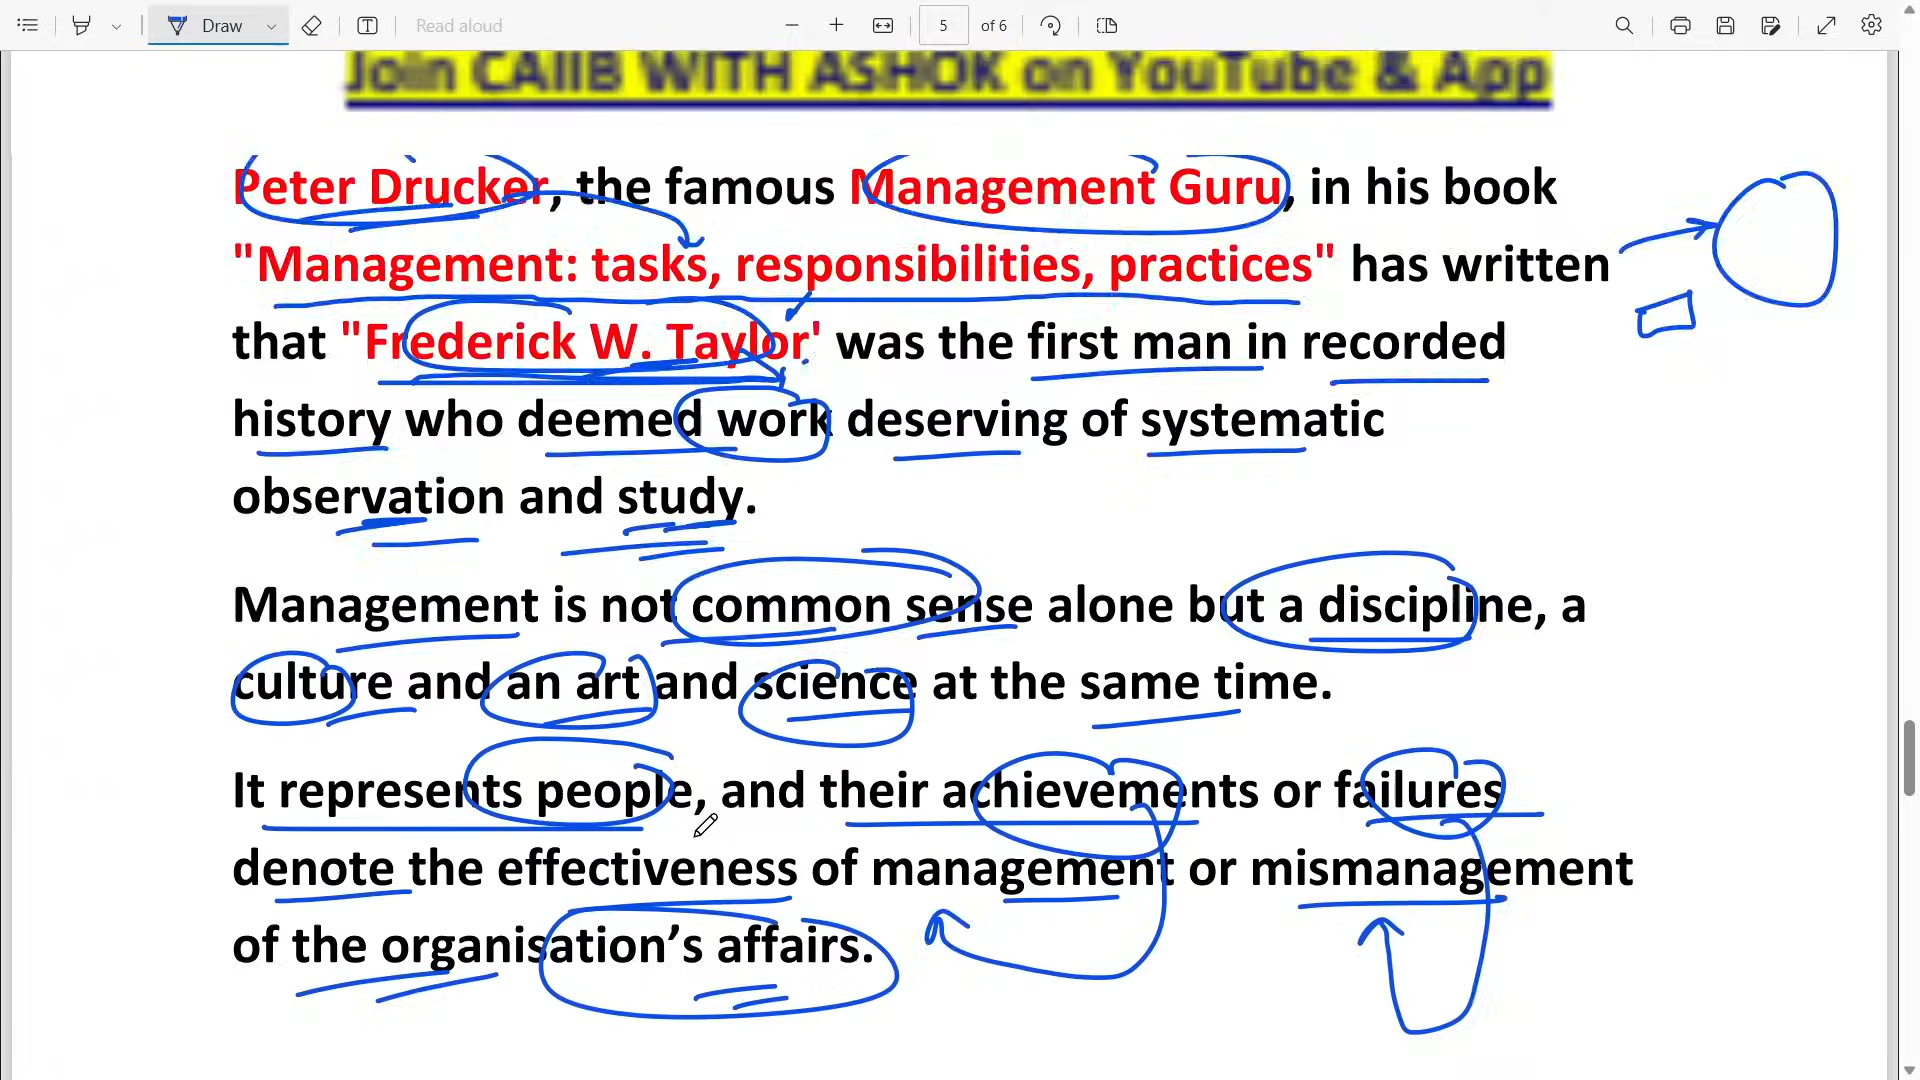 Draw
Read aloud
5
of 6
Join CAIIB WITH ASHOK on YouTube & App
Peter Drucker, the famous Management Guru, in his book
"Management: tasks, responsibilities, practices" has written
that "Frederick W. Taylor' was the first man in recorded
history who deemed work deserving of systematic
observation and study.
Management is not common sense alone but a discipline, a
culture and an art and science at the same time.
It represents people, and their achievements or failures
denote the effectiveness of management or mismanagement
of the organisation’s affairs.